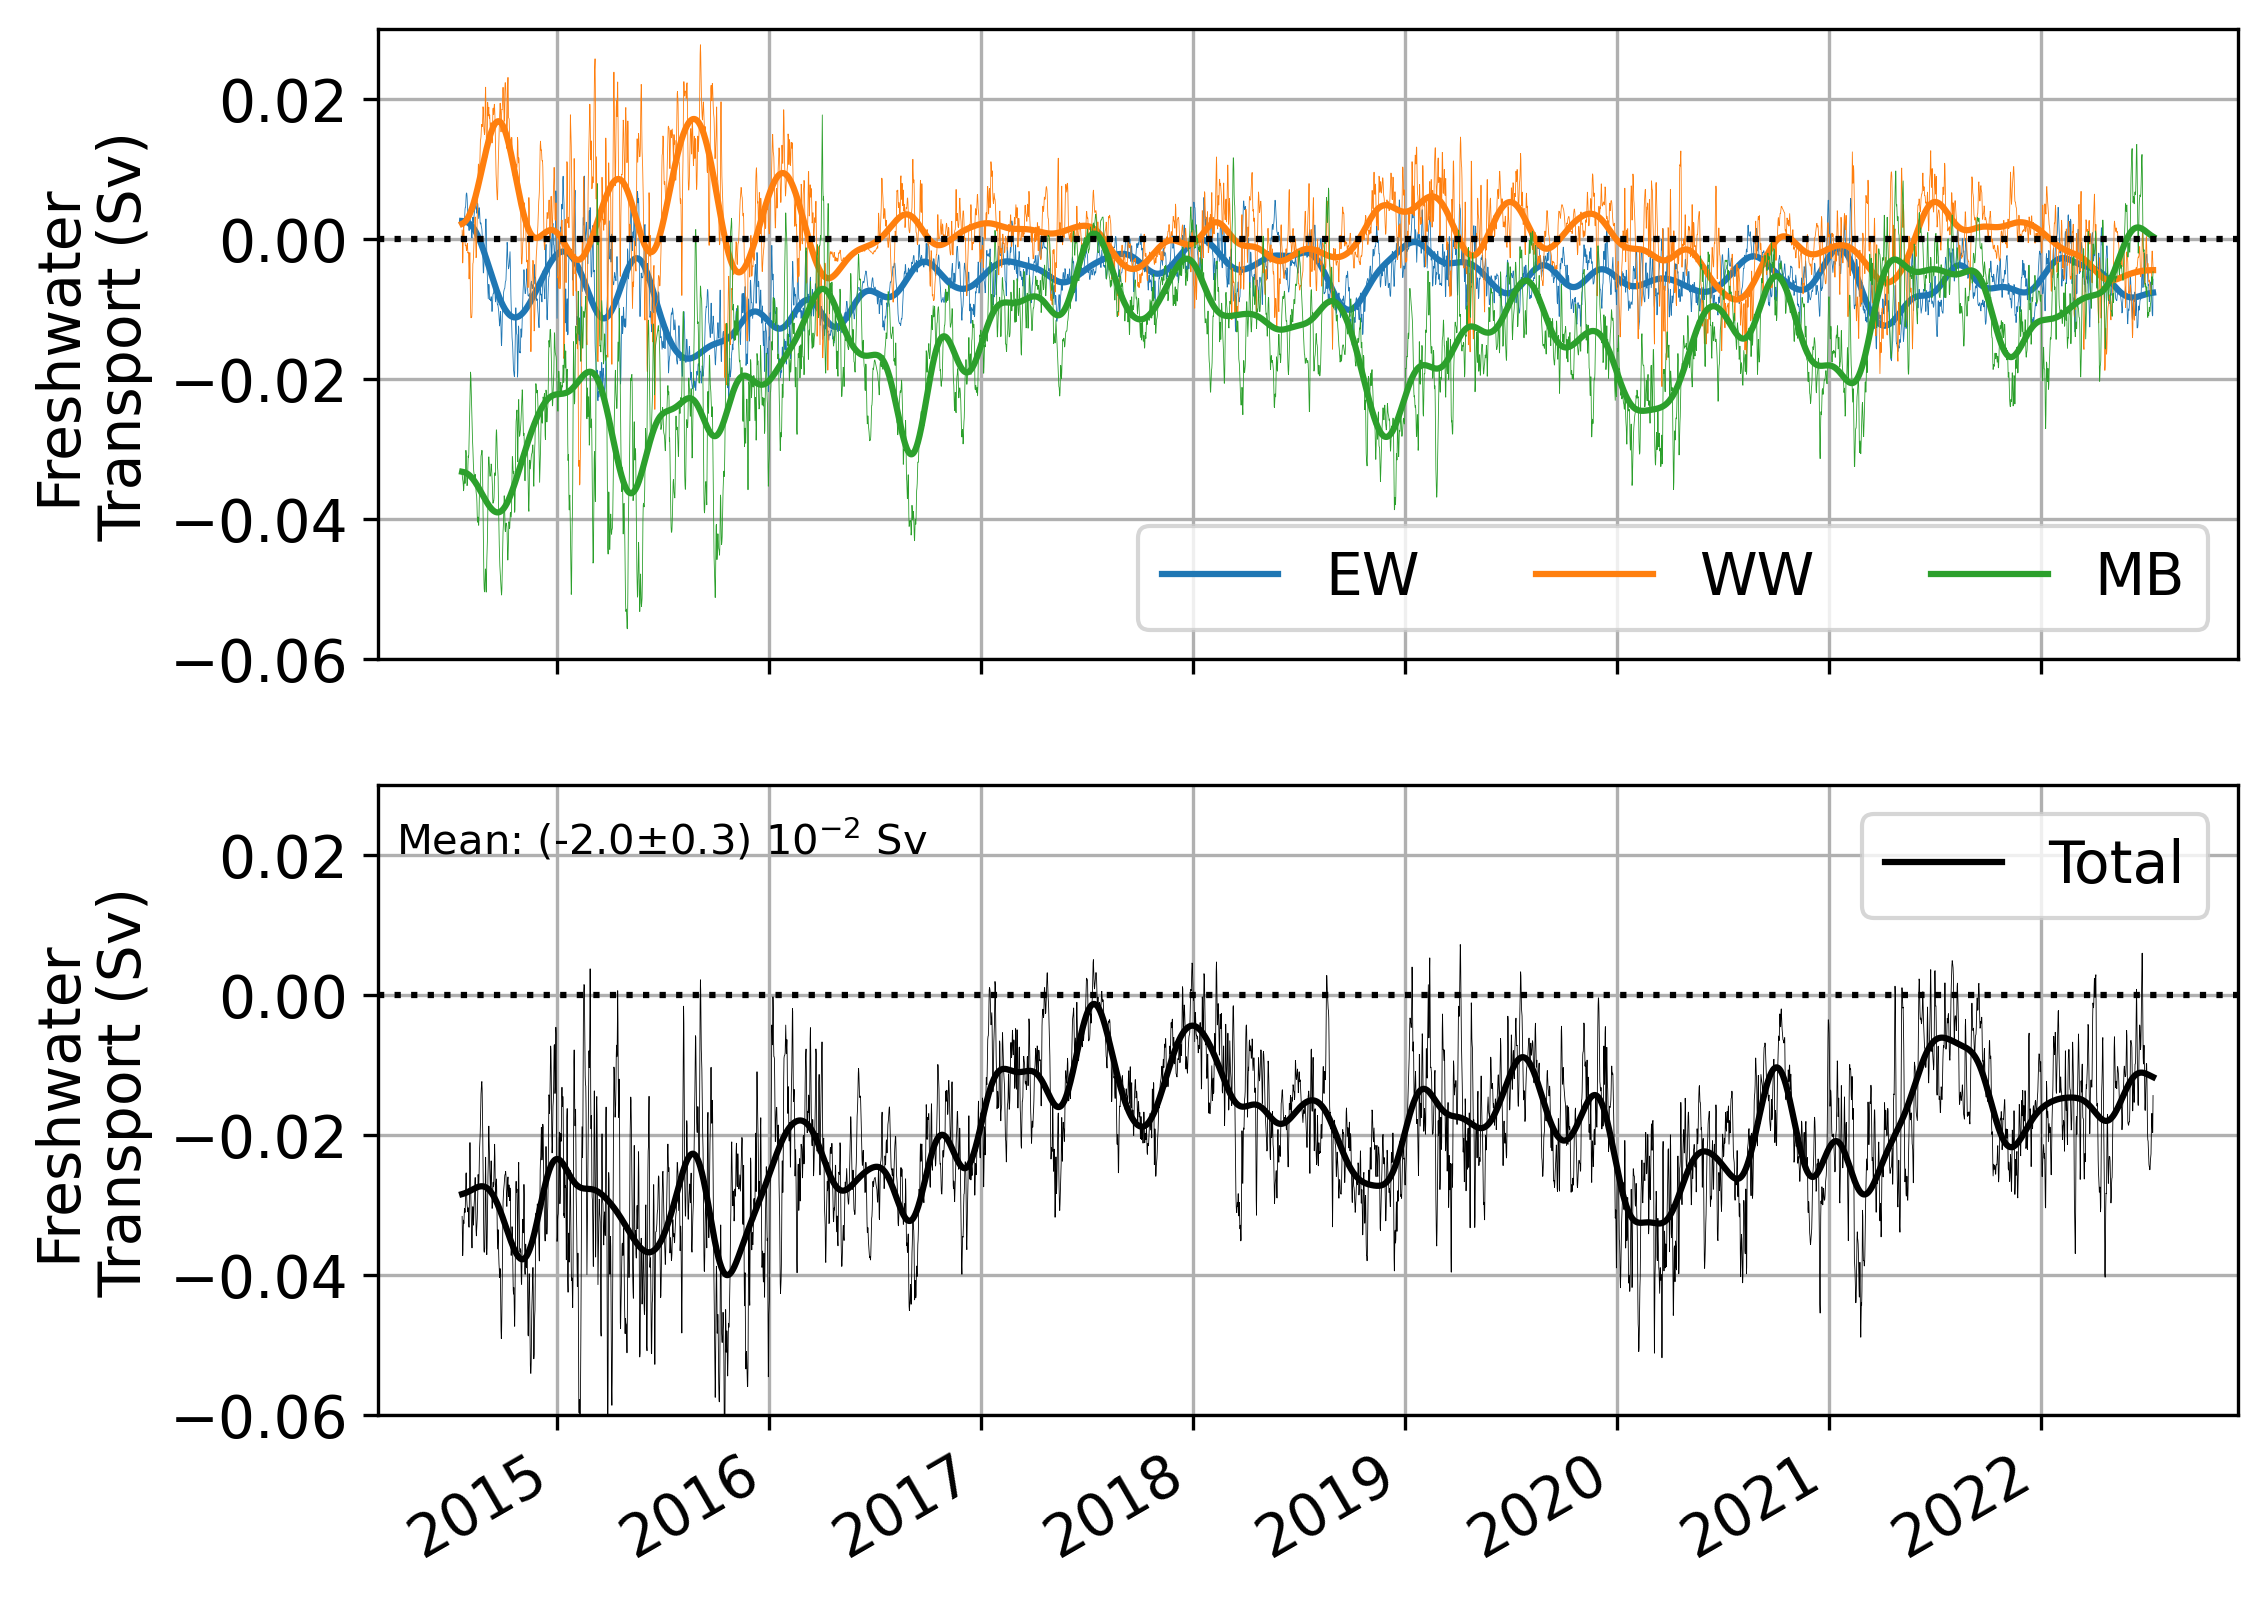 Freshwater
Transport (Sv)
0.02
0.00
−0.02
−0.04
−0.06
EW WW MB
Freshwater
Transport (Sv)
0.02
0.00
−0.02
−0.04
−0.06
Mean: (-2.0±0.3) 10⁻² Sv
Total
2015 2016 2017 2018 2019 2020 2021 2022